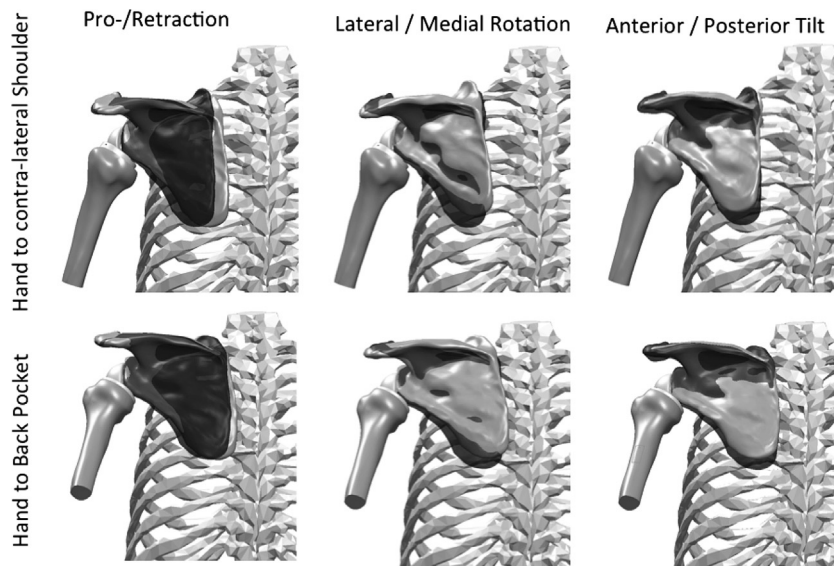 Pro-/Retraction
Lateral / Medial Rotation
Anterior / Posterior Tilt
Hand to contra-lateral Shoulder
Hand to Back Pocket